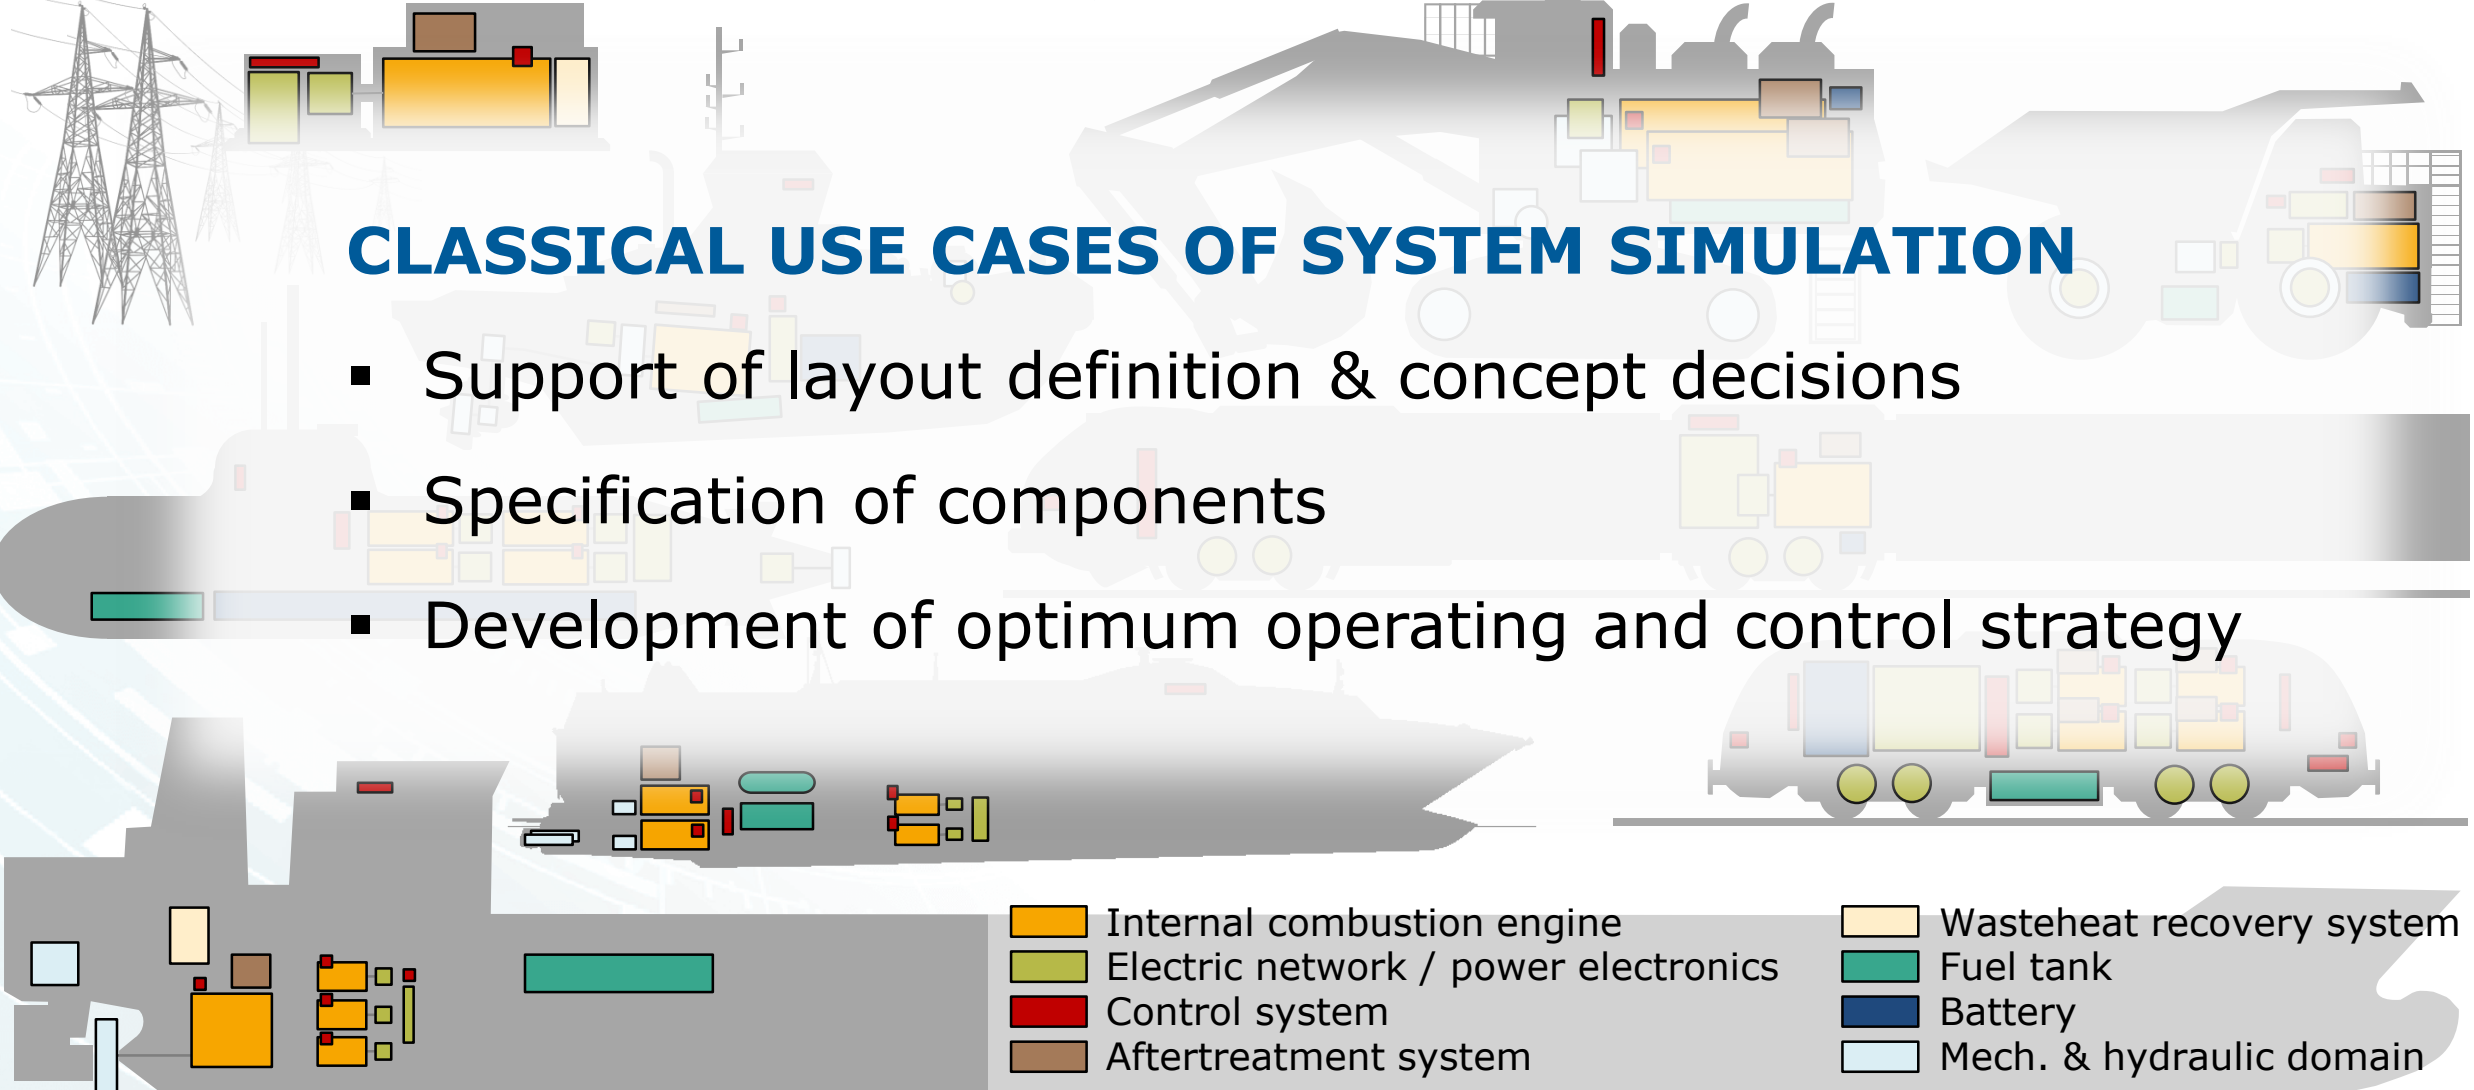 CLASSICAL USE CASES OF SYSTEM SIMULATION
▪ Support of layout definition & concept decisions
▪ Specification of components
▪ Development of optimum operating and control strategy
Internal combustion engine
Electric network / power electronics
Control system
Aftertreatment system
Wasteheat recovery system
Fuel tank
Battery
Mech. & hydraulic domain